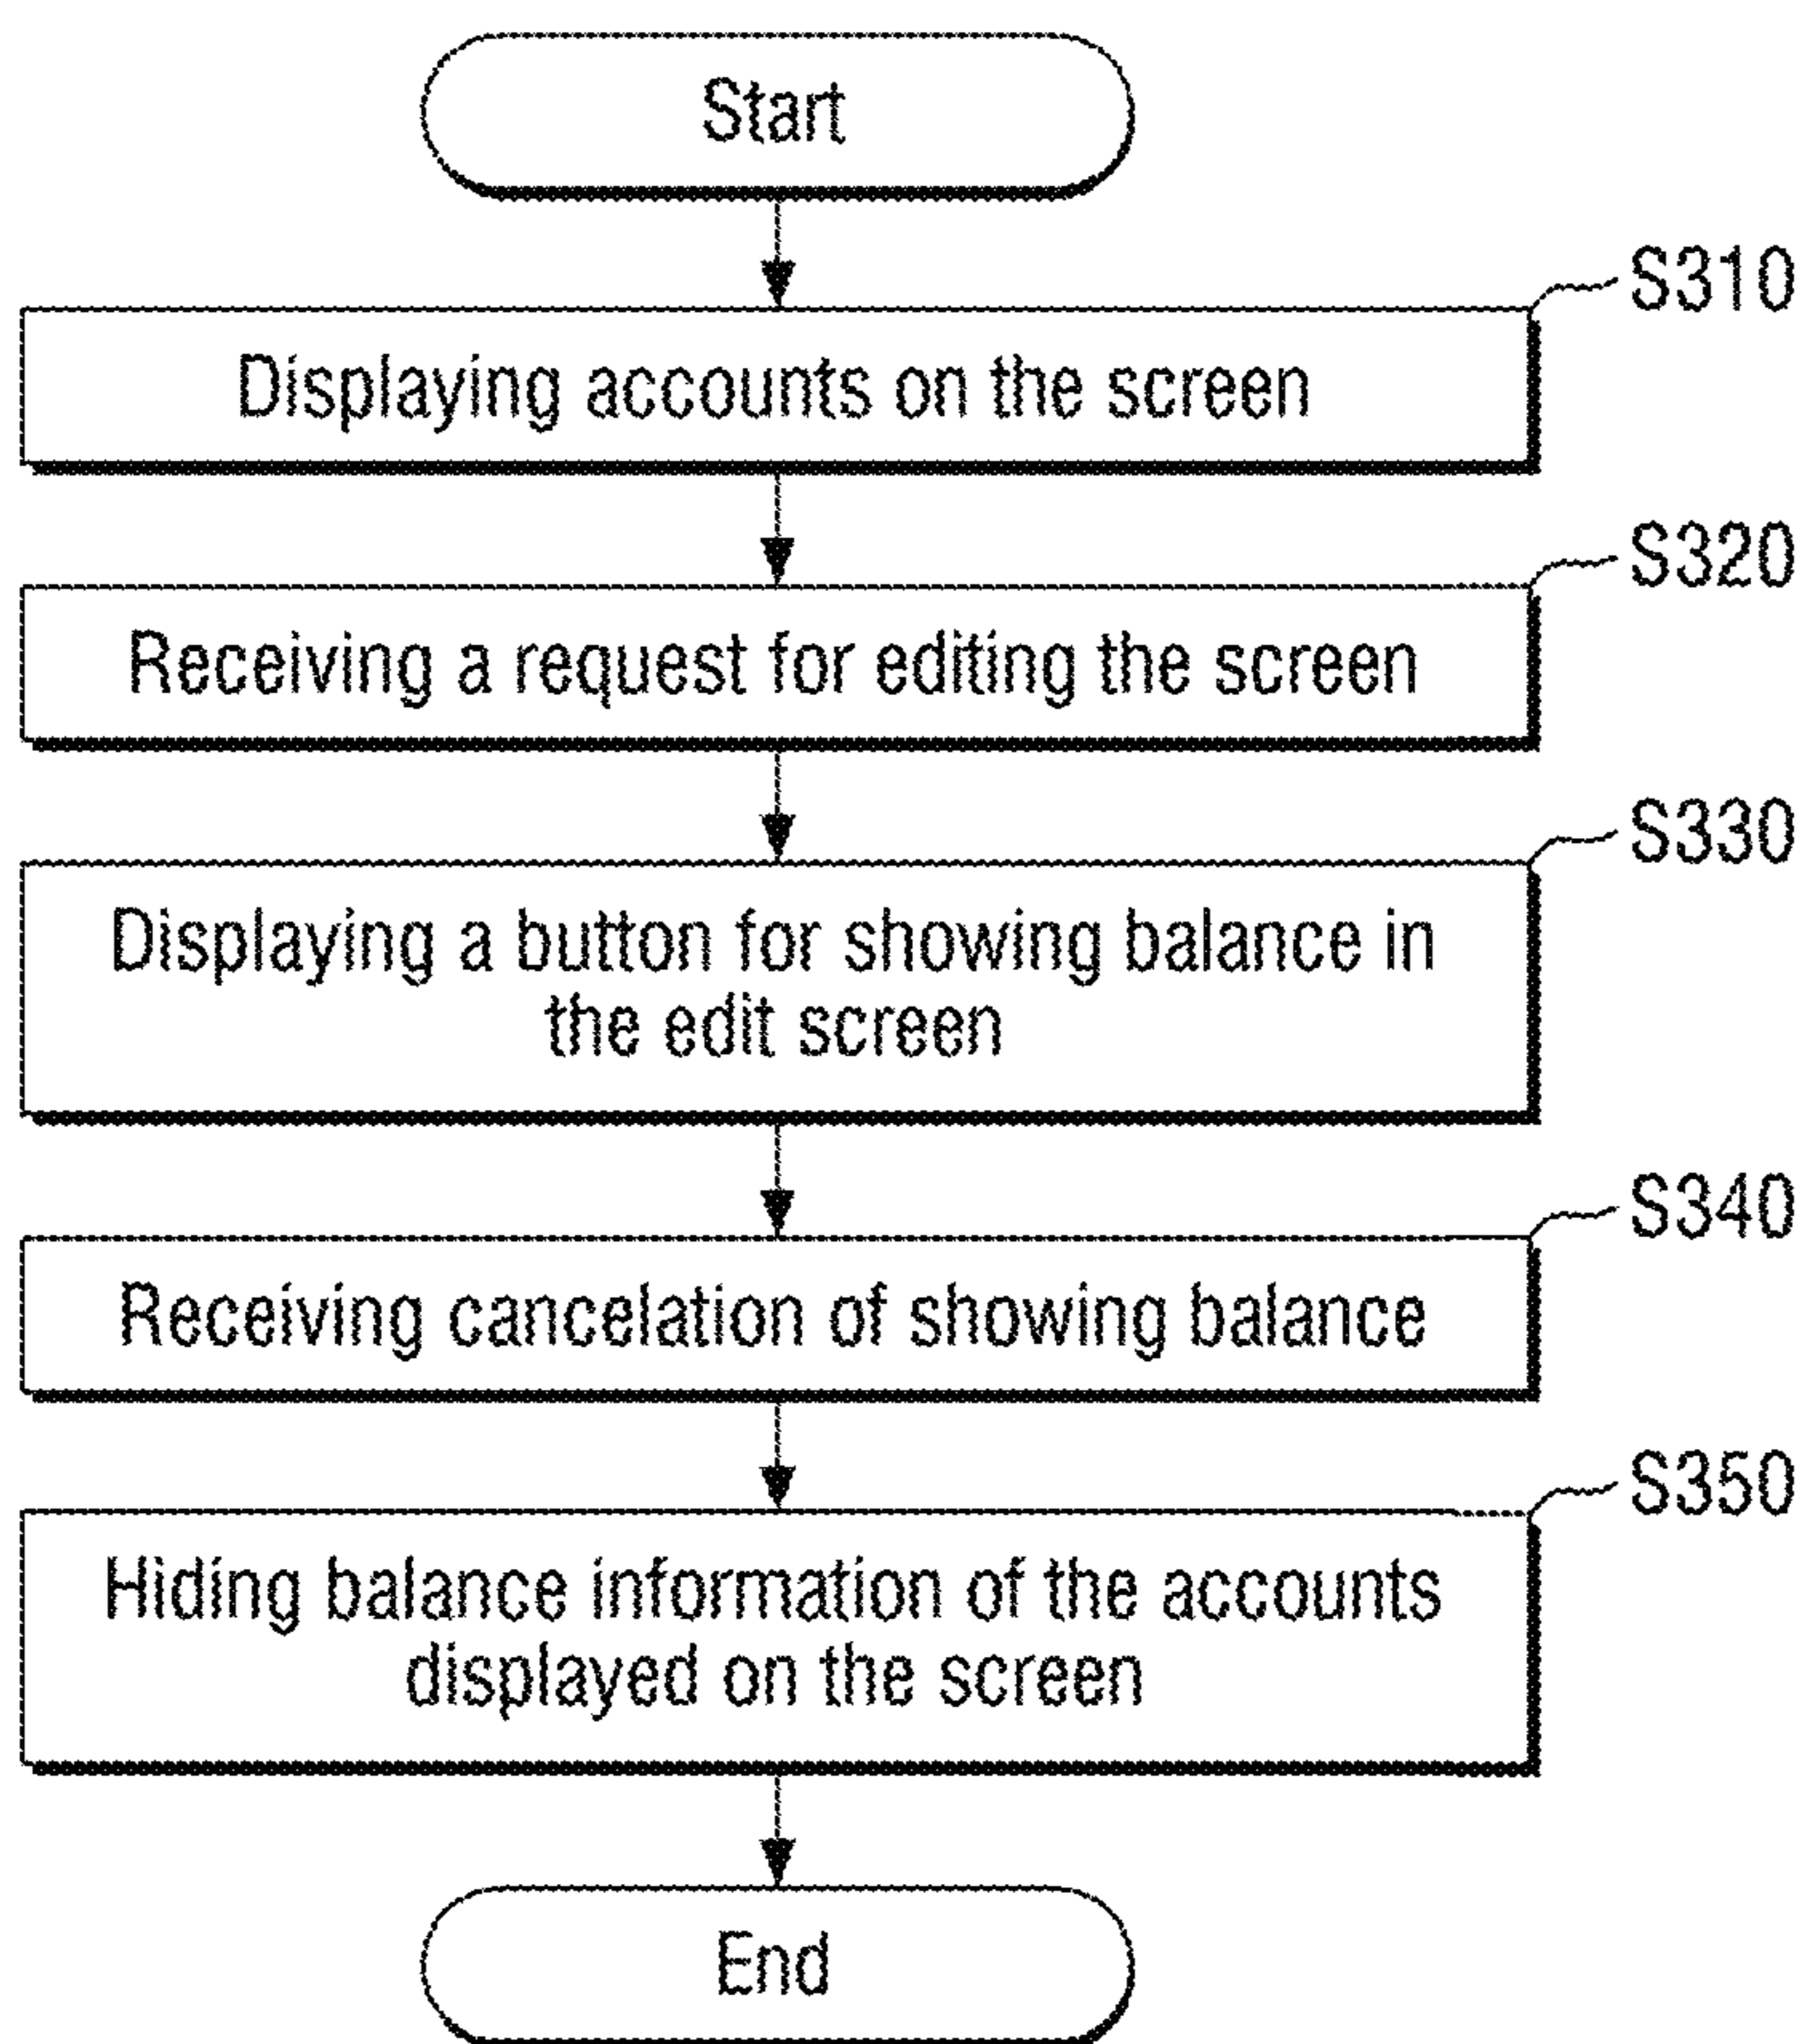 Start
S310
Displaying accounts on the screen
S320
Receiving a request for editing the screen
S330
Displaying a button for showing balance in
the edit screen
S340
Receiving cancelation of showing balance
S350
Hiding balance information of the accounts
displayed on the screen
End